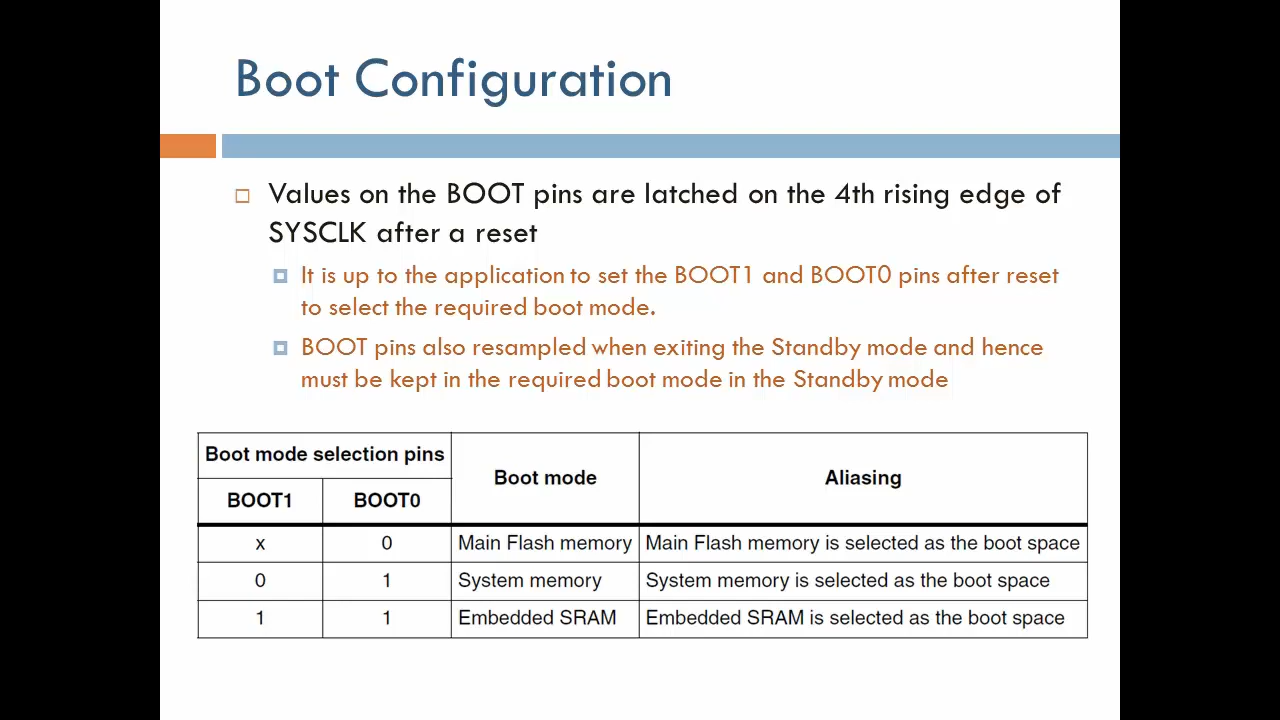 Boot Configuration
Values on the BOOT pins are latched on the 4th rising edge of
SYSCLK after a reset
It is up to the application to set the BOOT1 and BOOT0 pins after reset
to select the required boot mode.
BOOT pins also resampled when exiting the Standby mode and hence
must be kept in the required boot mode in the Standby mode
Boot mode selection pins Boot mode Aliasing
BOOT1 BOOT0
x 0 Main Flash memory Main Flash memory is selected as the boot space
0 1 System memory System memory is selected as the boot space
1 1 Embedded SRAM Embedded SRAM is selected as the boot space